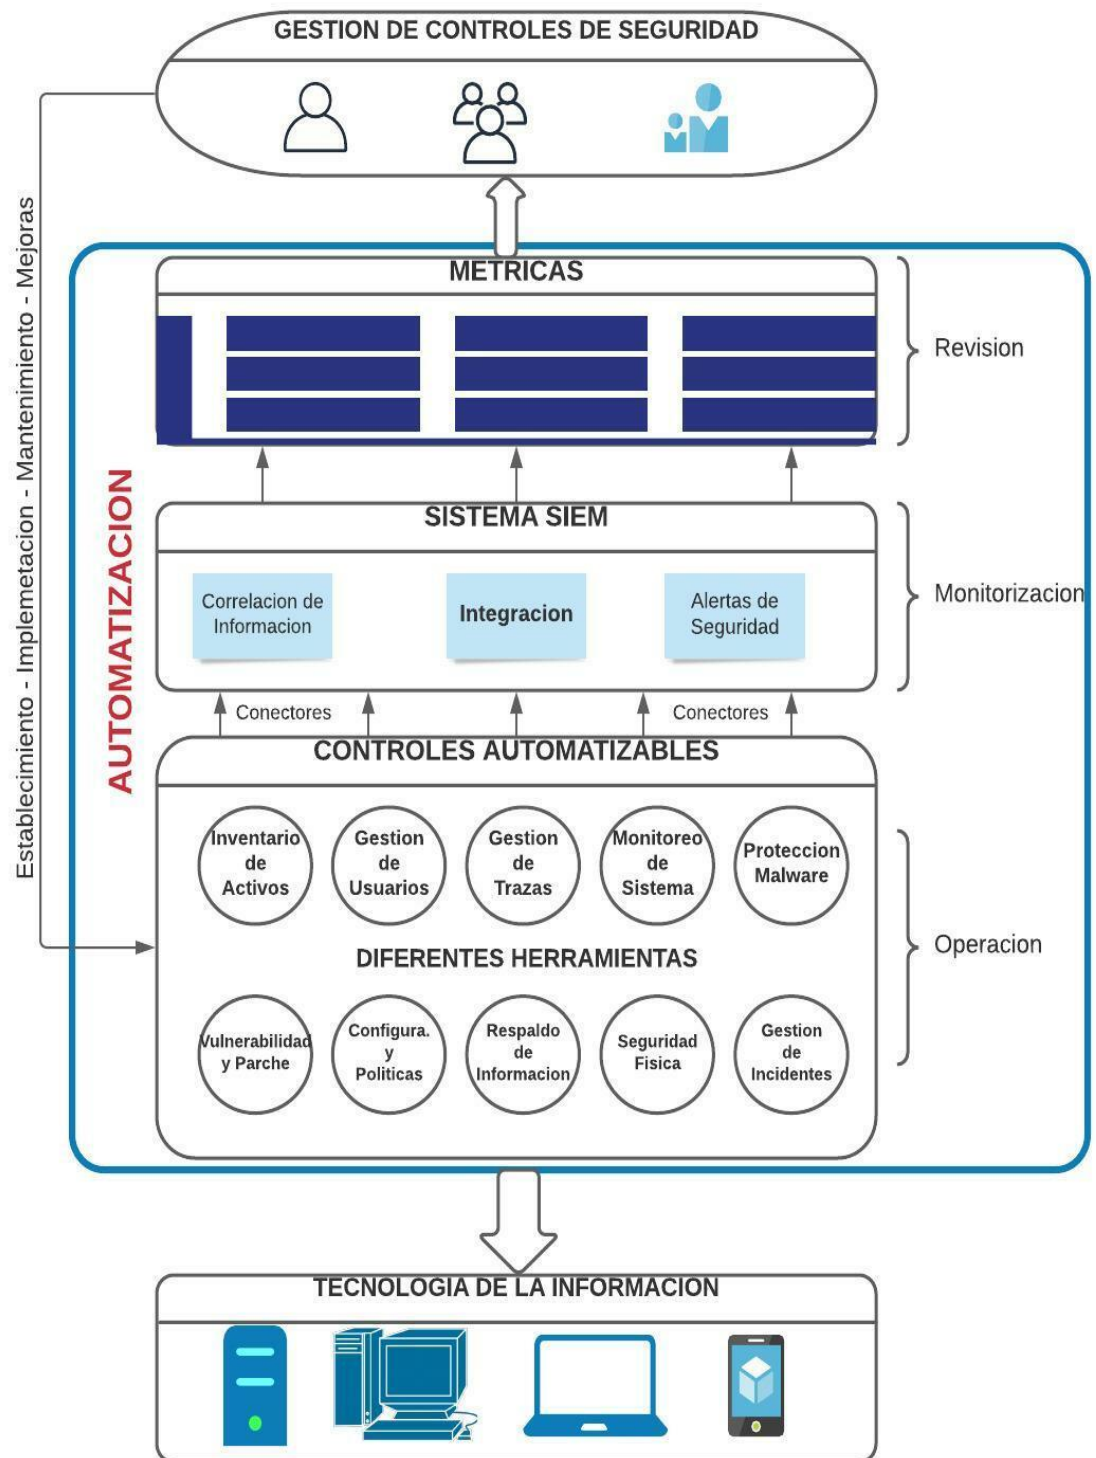 GESTION DE CONTROLES DE SEGURIDAD
Establecimiento - Implemetacion - Mantenimiento - Mejoras
AUTOMATIZACION
METRICAS
Revision
SISTEMA SIEM
Correlacion de
Informacion
Integracion
Alertas de
Seguridad
Monitorizacion
Conectores
Conectores
CONTROLES AUTOMATIZABLES
Inventario
de
Activos
Gestion
de
Usuarios
Gestion
de
Trazas
Monitoreo
de
Sistema
Proteccion
Malware
DIFERENTES HERRAMIENTAS
Operacion
Vulnerabilidad
y Parche
Configura.
y
Politicas
Respaldo
de
Informacion
Seguridad
Fisica
Gestion
de
Incidentes
TECNOLOGIA DE LA INFORMACION